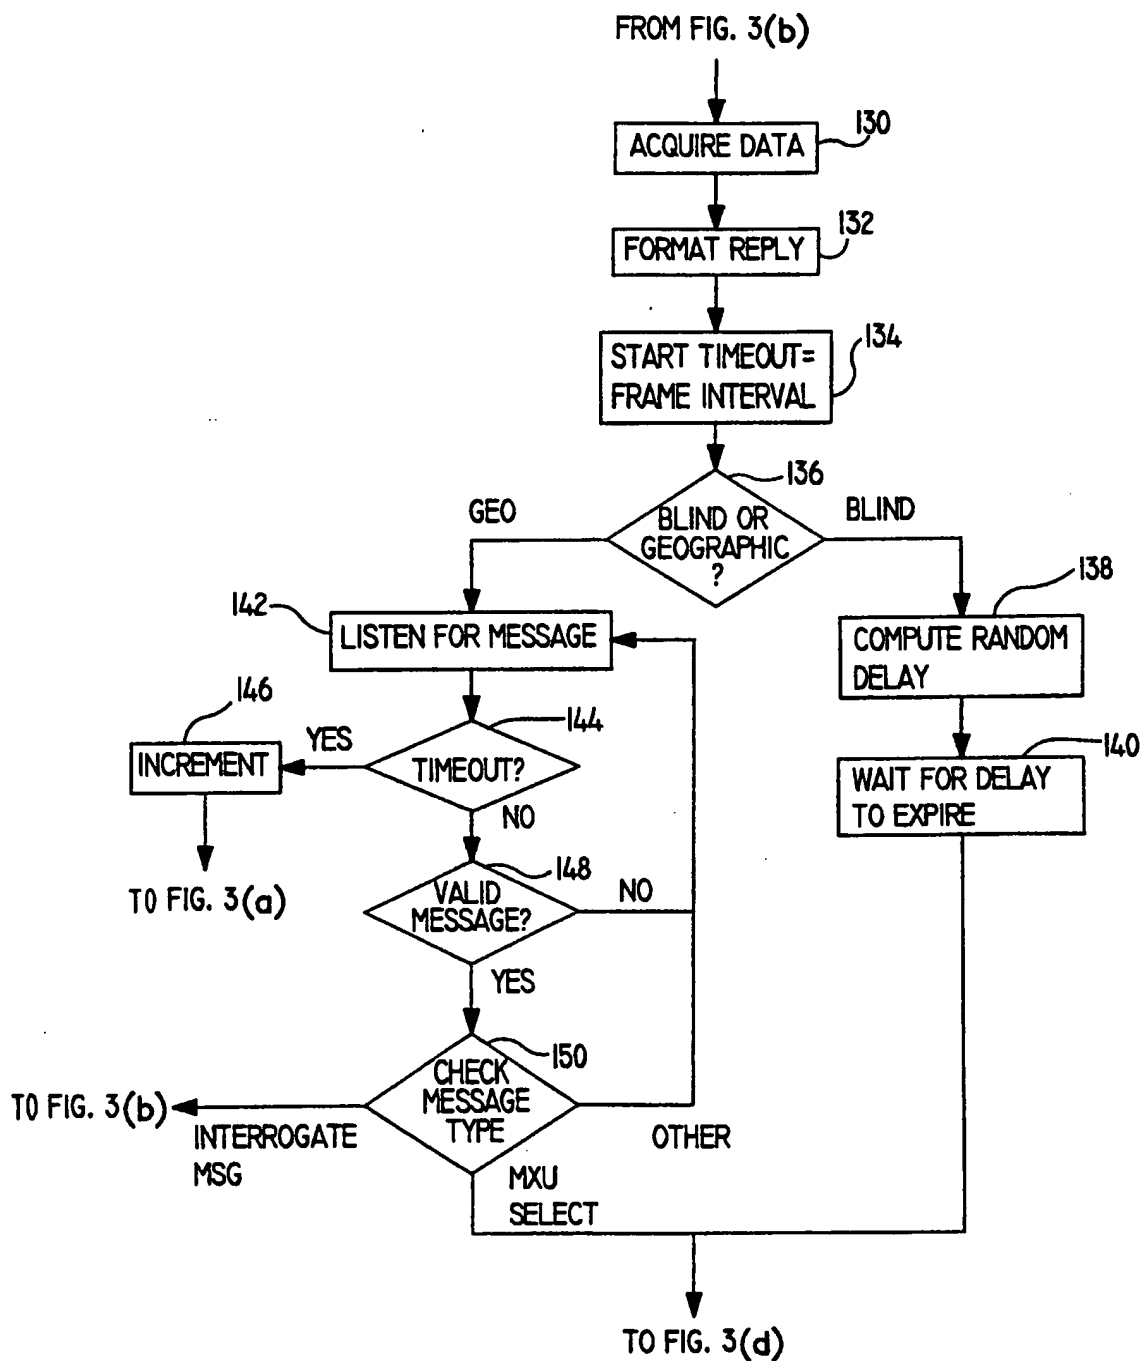 FROM FIG. 3(b)
130
ACQUIRE DATA
132
FORMAT REPLY
134
START TIMEOUT=
FRAME INTERVAL
136
GEO
BLIND OR
GEOGRAPHIC
?
BLIND
138
142
LISTEN FOR MESSAGE
COMPUTE RANDOM
DELAY
146
144
YES
INCREMENT
TIMEOUT?
140
WAIT FOR DELAY
TO EXPIRE
NO
148
TO FIG. 3(a)
VALID
MESSAGE?
NO
YES
150
CHECK
MESSAGE
TYPE
TO FIG. 3(b)
INTERROGATE
MSG
OTHER
MXU
SELECT
TO FIG. 3(d)